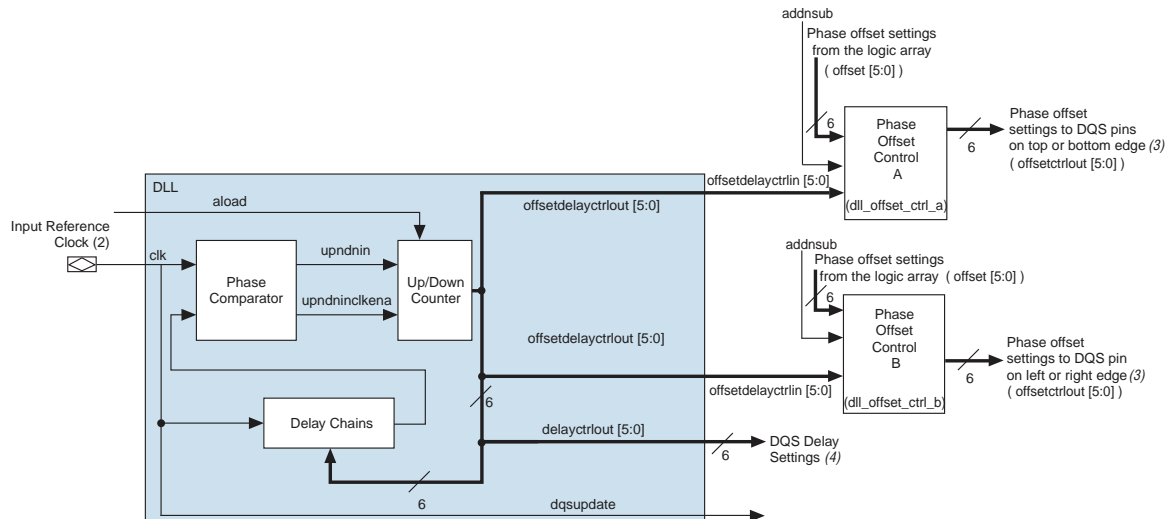 addnsub
Phase offset settings
from the logic array
( offset [5:0] )
6
Phase
Offset
Control
A
(dll_offset_ctrl_a)
6
Phase offset
settings to DQS pins
on top or bottom edge (3)
( offsetctrlout [5:0] )
DLL
aload
offsetdelayctrlout [5:0]
offsetdelayctrlin [5:0]
Input Reference
Clock (2)
clk
Phase
Comparator
upndnin
upndninclkena
Up/Down
Counter
addnsub
Phase offset settings
from the logic array ( offset [5:0] )
6
Phase
Offset
Control
B
(dll_offset_ctrl_b)
6
Phase offset
settings to DQS pin
on left or right edge (3)
( offsetctrlout [5:0] )
offsetdelayctrlout [5:0]
offsetdelayctrlin [5:0]
6
Delay Chains
delayctrlout [5:0]
6
DQS Delay
Settings (4)
6
dqsupdate